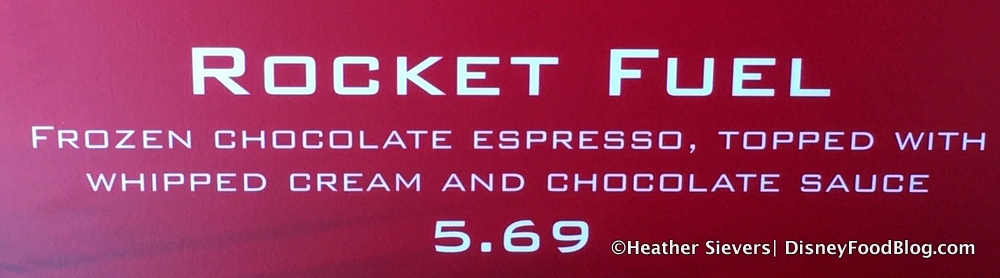 ROCKET FUEL
FROZEN CHOCOLATE ESPRESSO, TOPPED WITH
WHIPPED CREAM AND CHOCOLATE SAUCE
5.69
©Heather Sievers| DisneyFoodBlog.com